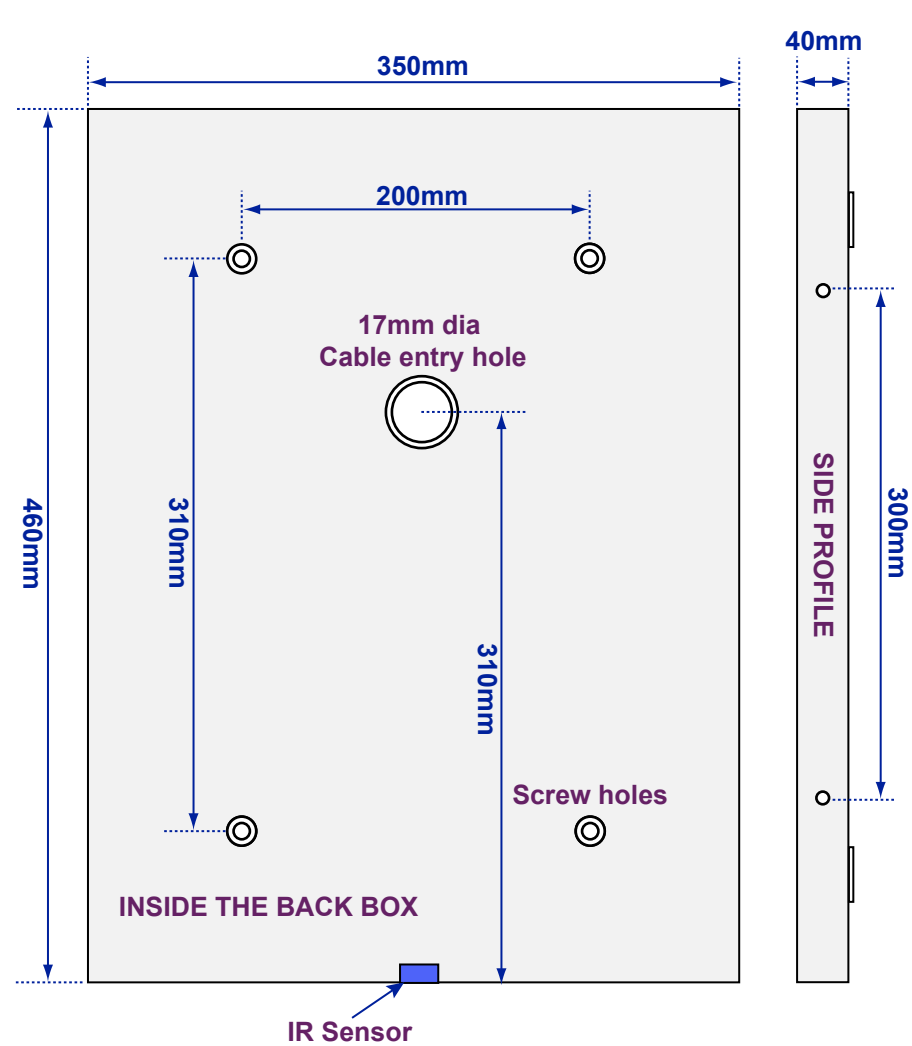 40mm
350mm
200mm
17mm dia
Cable entry hole
460mm
310mm
SIDE PROFILE
300mm
310mm
Screw holes
INSIDE THE BACK BOX
IR Sensor